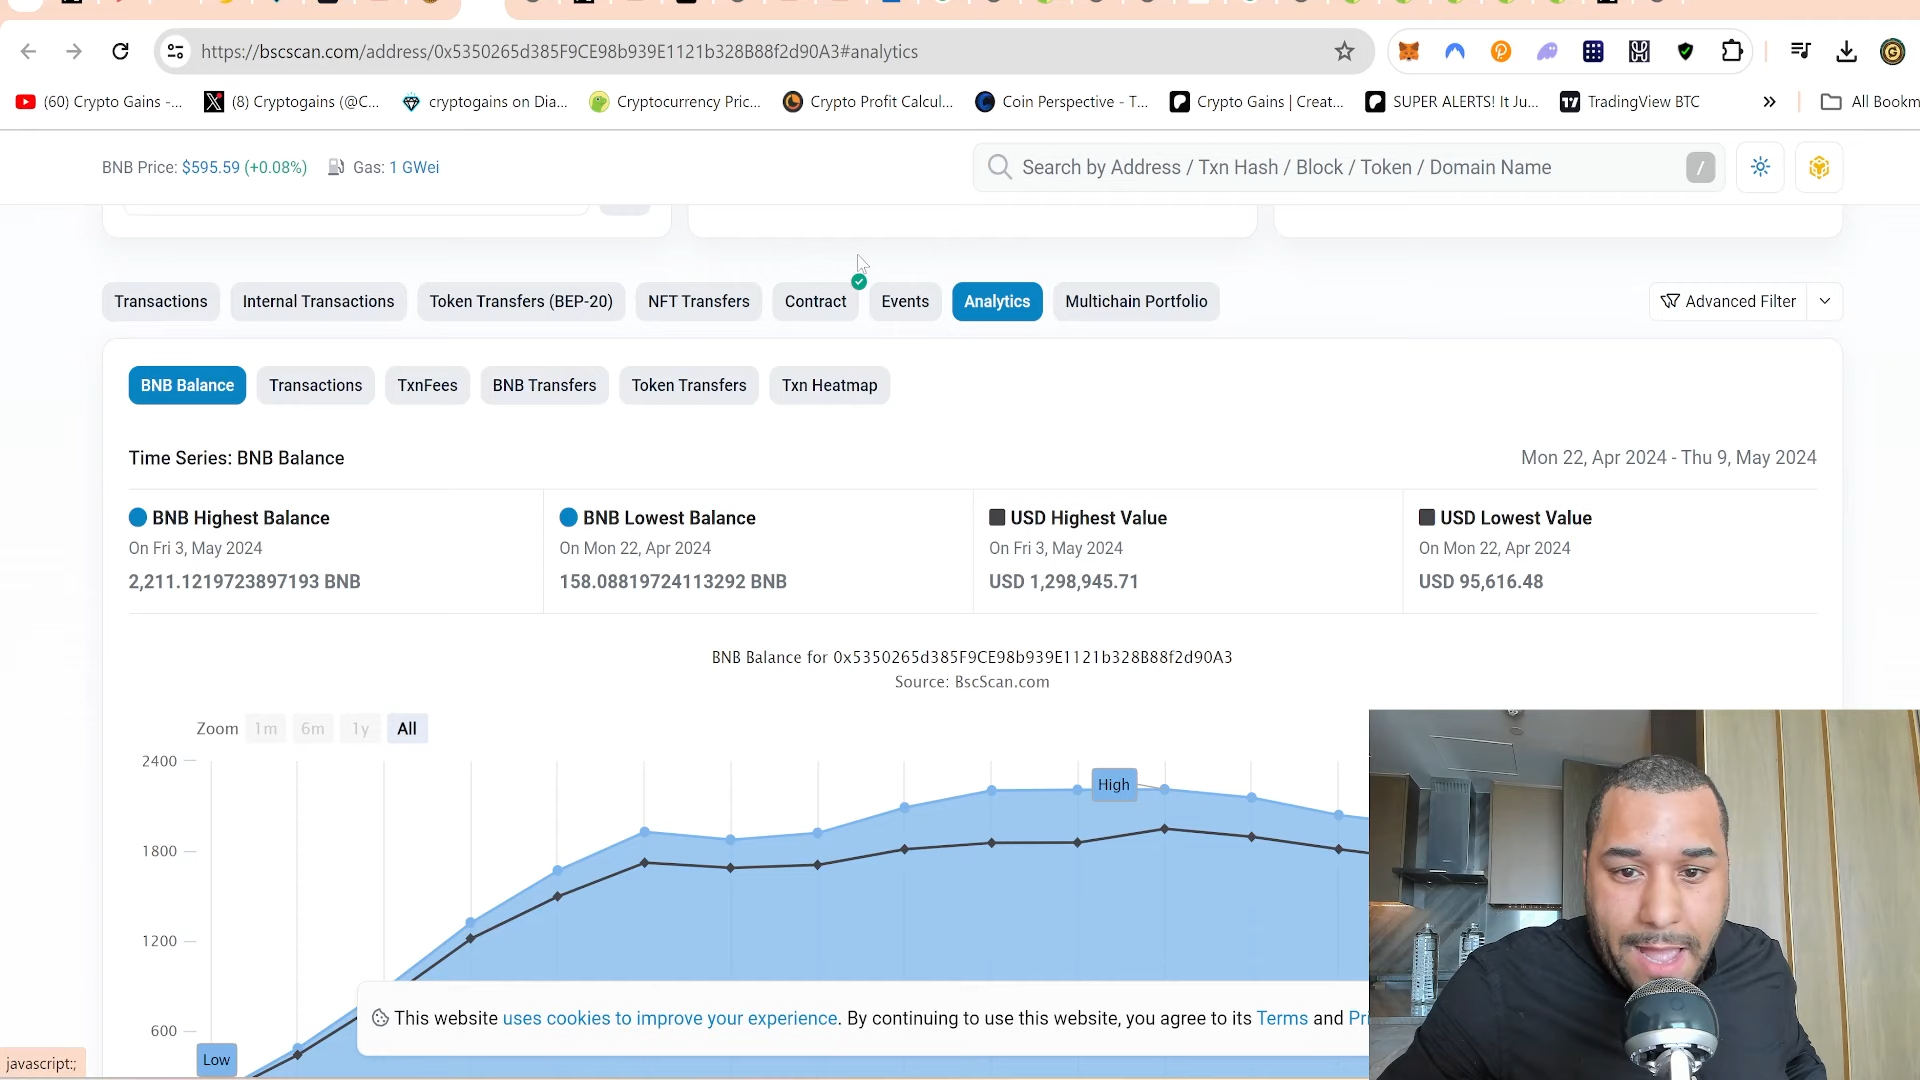 https://bscscan.com/address/0x5350265d385F9CE98b939E1121b328B88f2d90A3#analytics
(60) Crypto Gains -...
(8) Cryptogains (@C...
cryptogains on Dia...
Cryptocurrency Pric...
Crypto Profit Calcul...
Coin Perspective - T...
Crypto Gains | Creat...
SUPER ALERTS! It Ju...
TradingView BTC
All Bookm
BNB Price: $595.59 (+0.08%)
Gas: 1 GWei
Search by Address / Txn Hash / Block / Token / Domain Name
/
Transactions
Internal Transactions
Token Transfers (BEP-20)
NFT Transfers
Contract
Events
Analytics
Multichain Portfolio
Advanced Filter
BNB Balance
Transactions
TxnFees
BNB Transfers
Token Transfers
Txn Heatmap
Time Series: BNB Balance
Mon 22, Apr 2024 - Thu 9, May 2024
BNB Highest Balance
On Fri 3, May 2024
2,211.1219723897193 BNB
BNB Lowest Balance
On Mon 22, Apr 2024
158.08819724113292 BNB
USD Highest Value
On Fri 3, May 2024
USD 1,298,945.71
USD Lowest Value
On Mon 22, Apr 2024
USD 95,616.48
BNB Balance for 0x5350265d385F9CE98b939E1121b328B88f2d90A3
Source: BscScan.com
Zoom
1m
6m
1y
All
2400
1800
1200
600
High
Low
This website uses cookies to improve your experience. By continuing to use this website, you agree to its Terms and Pri
javascript:;